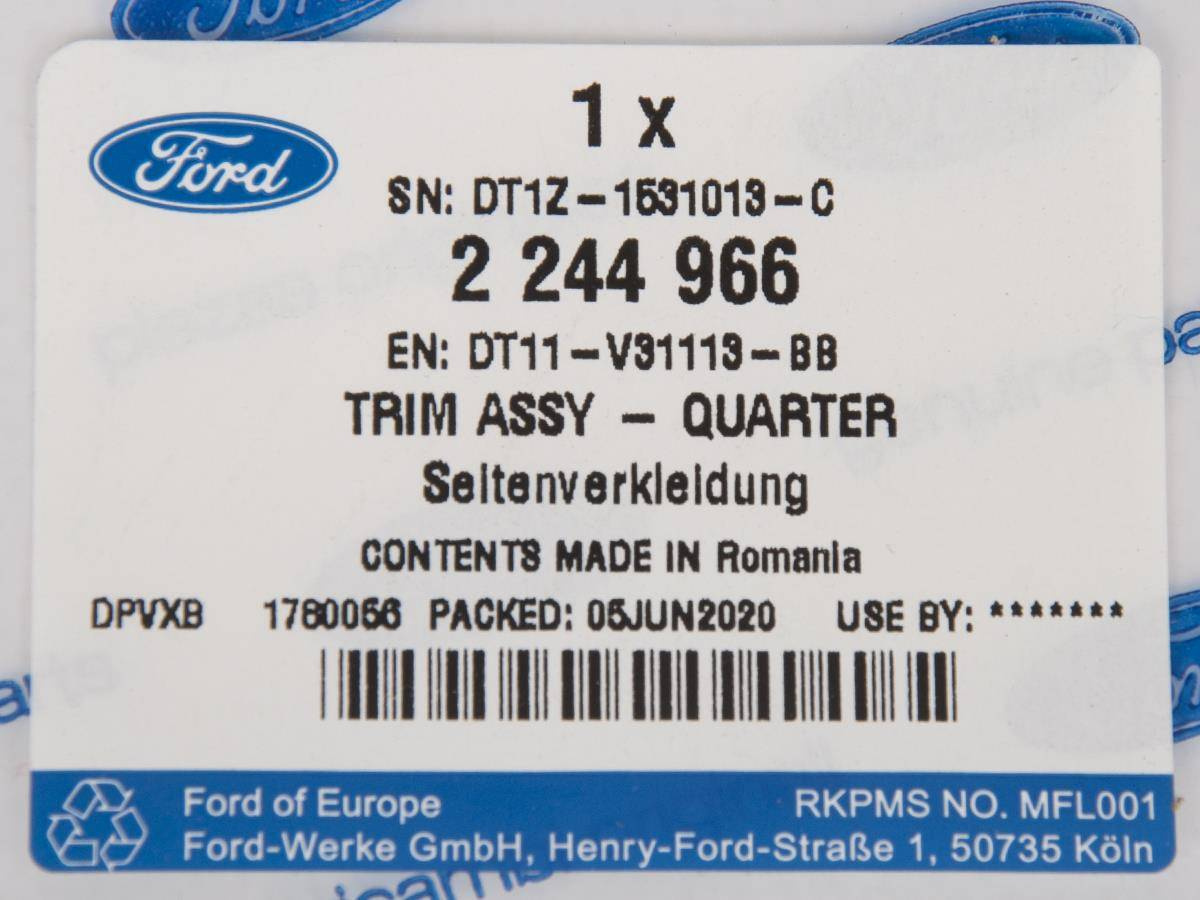 Ford
1 x
SN: DT1Z-1531013-C
2 244 966
EN: DT11-V31113-BB
TRIM ASSY - QUARTER
Seitenverkleidung
CONTENTS MADE IN Romania
DPVXB 1780056 PACKED: 05JUN2020 USE BY: *******
Ford of Europe RKPMS NO. MFL001
Ford-Werke GmbH, Henry-Ford-Straße 1, 50735 Köln